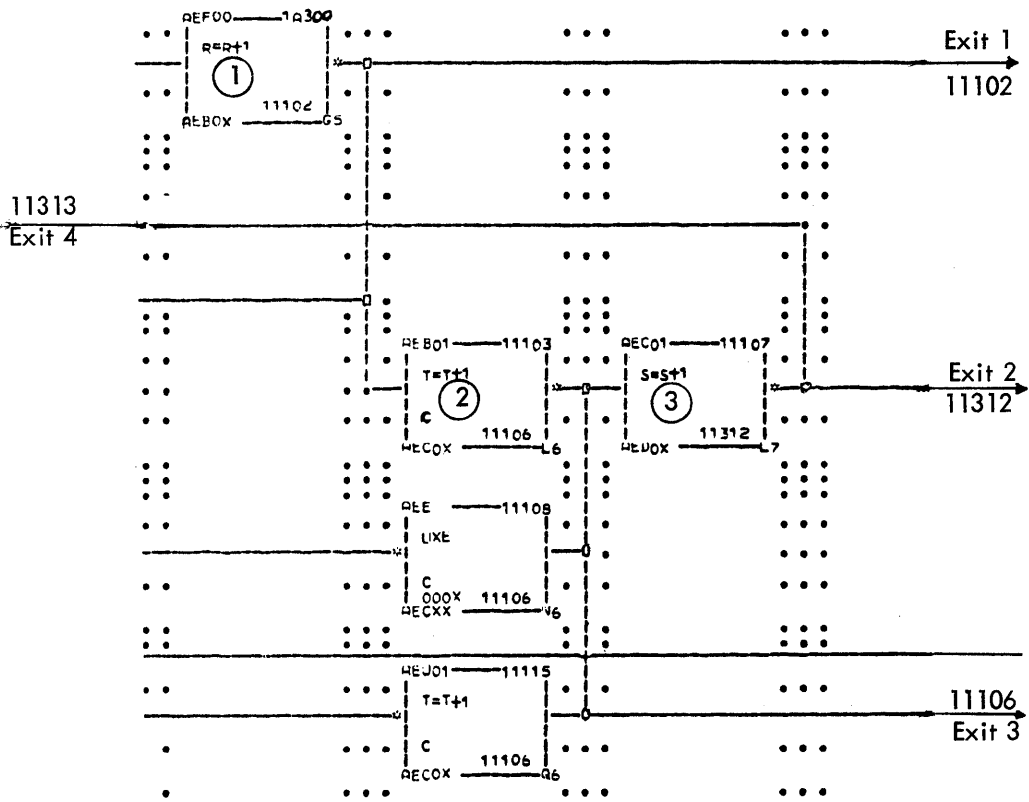 AEF00 1A300
R=R+1
1
11102
AEB0X G5
Exit 1
11102
11313
Exit 4
AEB01 11103
T=T+1
2
C
11106
AEC0X L6
AEC01 11107
S=S+1
3
11312
AED0X L7
Exit 2
11312
AEE 11108
LIXE
C
000X 11106
AECXX N6
11115
T=T+1
C
11106
AEC0X Q6
11106
Exit 3